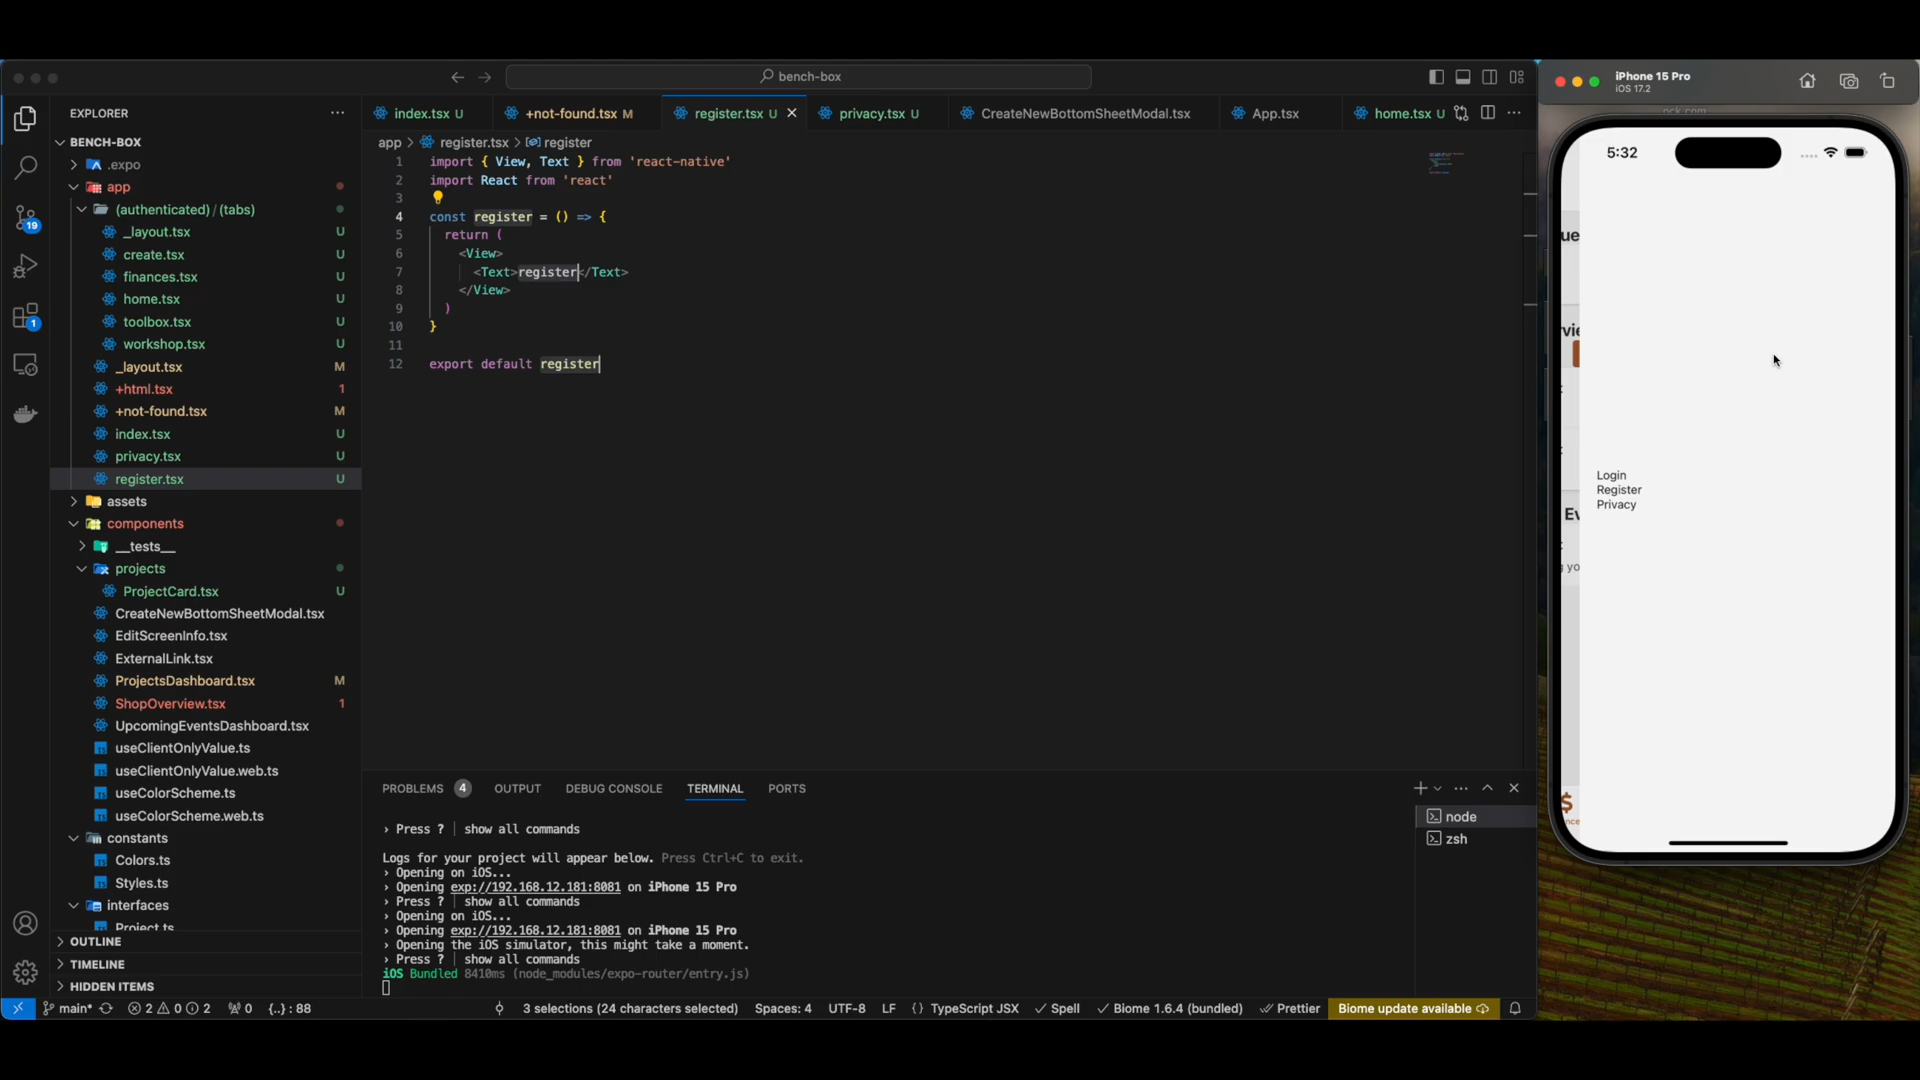 bench-box
EXPLORER
BENCH-BOX
.expo
app
(authenticated) / (tabs)
_layout.tsx U
create.tsx U
finances.tsx U
home.tsx U
toolbox.tsx U
workshop.tsx U
_layout.tsx M
+html.tsx 1
+not-found.tsx M
index.tsx U
privacy.tsx U
register.tsx U
assets
components
__tests__
projects
ProjectCard.tsx U
CreateNewBottomSheetModal.tsx
EditScreenInfo.tsx
ExternalLink.tsx
ProjectsDashboard.tsx M
ShopOverview.tsx 1
UpcomingEventsDashboard.tsx
useClientOnlyValue.ts
useClientOnlyValue.web.ts
useColorScheme.ts
useColorScheme.web.ts
constants
Colors.ts
Styles.ts
interfaces
Project.ts
OUTLINE
TIMELINE
HIDDEN ITEMS
19
1
index.tsx U
+not-found.tsx M
register.tsx U
privacy.tsx U
CreateNewBottomSheetModal.tsx
App.tsx
home.tsx U
app > register.tsx > register
1 import { View, Text } from 'react-native'
2 import React from 'react'
3
4 const register = () => {
5 return (
6 <View>
7 <Text>register</Text>
8 </View>
9 )
10 }
11
12 export default register
PROBLEMS 4 OUTPUT DEBUG CONSOLE TERMINAL PORTS
› Press ? │ show all commands
Logs for your project will appear below. Press Ctrl+C to exit.
› Opening on iOS...
› Opening exp://192.168.12.181:8081 on iPhone 15 Pro
› Press ? │ show all commands
› Opening on iOS...
› Opening exp://192.168.12.181:8081 on iPhone 15 Pro
› Opening the iOS simulator, this might take a moment.
› Press ? │ show all commands
iOS Bundled 8410ms (node_modules/expo-router/entry.js)
node
zsh
main* 2 0 2 0 {..} : 88 3 selections (24 characters selected) Spaces: 4 UTF-8 LF {} TypeScript JSX Spell Biome 1.6.4 (bundled) Prettier Biome update available
iPhone 15 Pro
iOS 17.2
5:32
Login
Register
Privacy
$